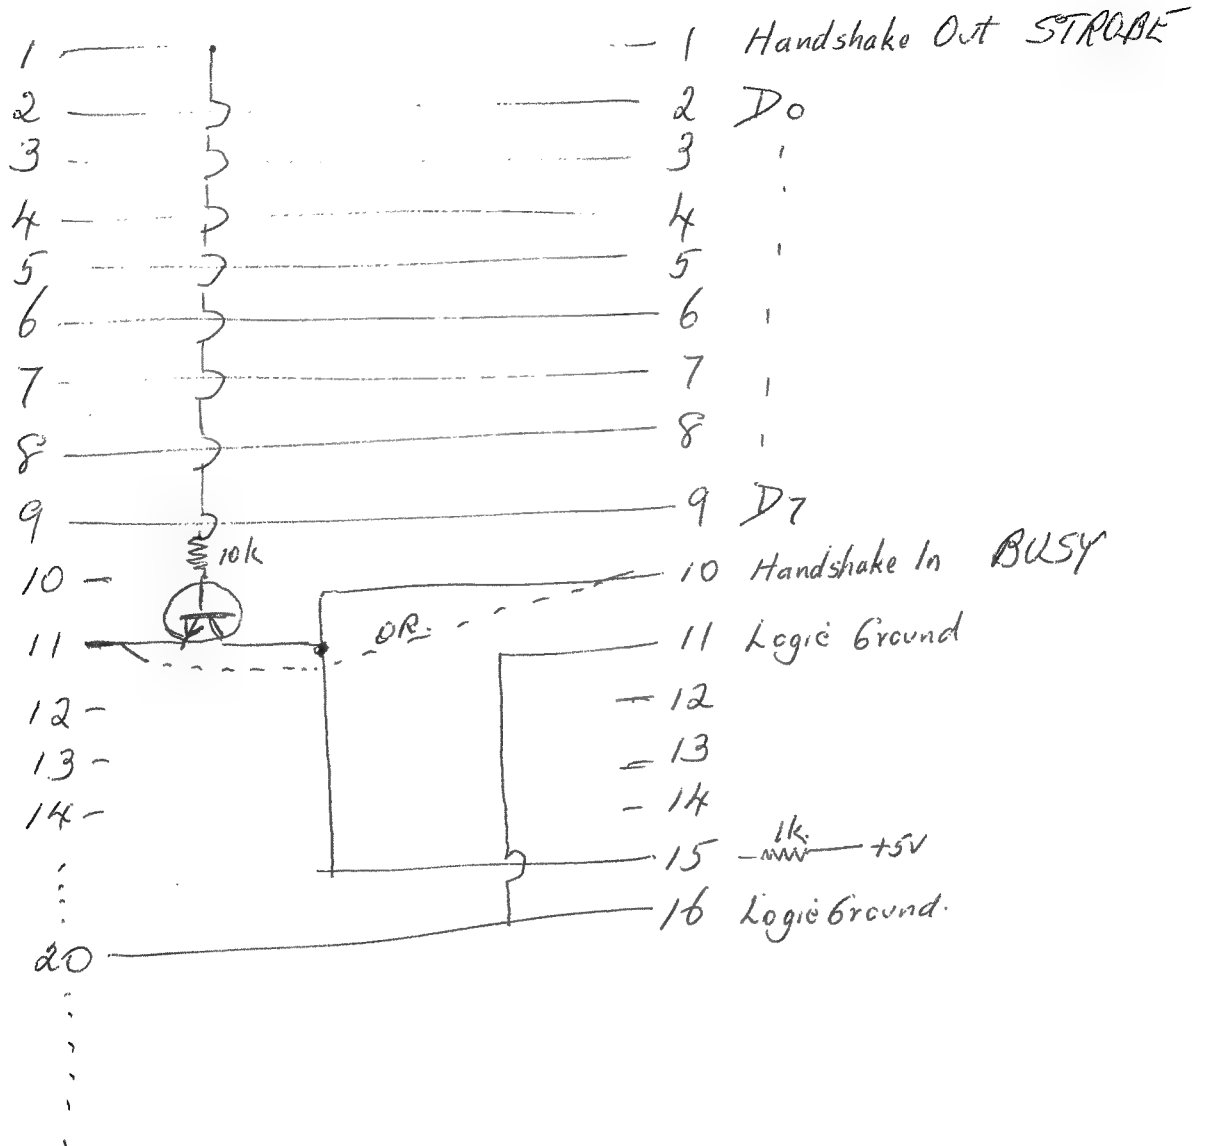 1 1 Handshake Out STROBE
2 2 D0
3 3 "
4 4 "
5 5 "
6 6 "
7 7 "
8 8 "
9 9 D7
10k
10 10 Handshake In BUSY
11 OR. 11 Logic Ground
12 12
13 13
14 14
15 1k. +5V
16 Logic Ground.
20